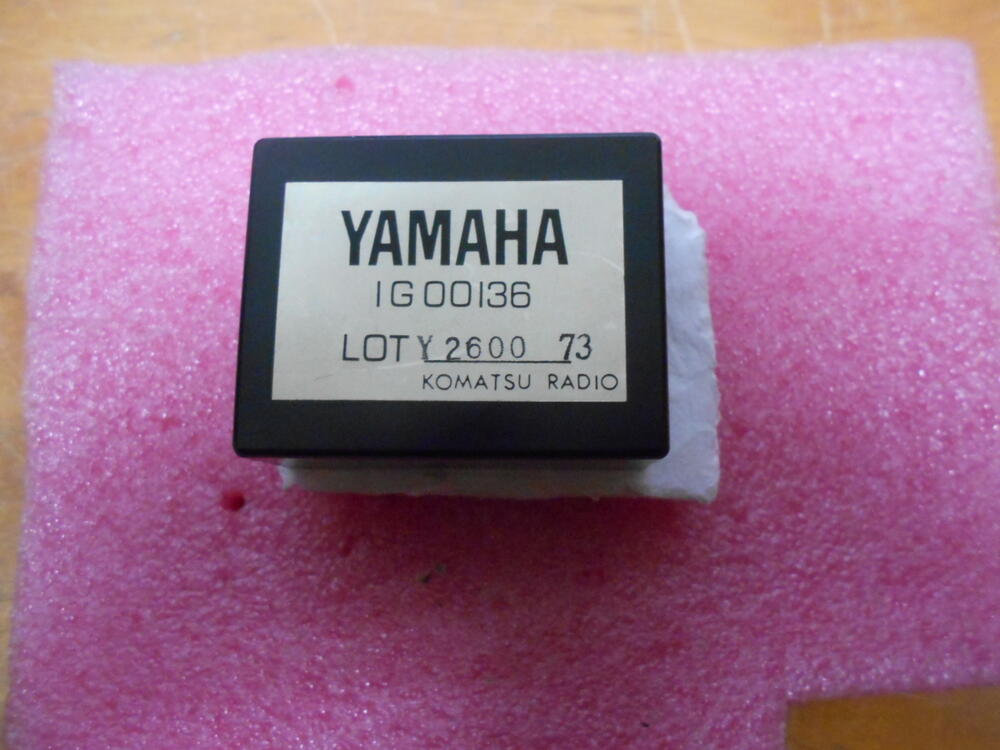 YAMAHA
IG00136
LOT Y 2600 73
KOMATSU RADIO